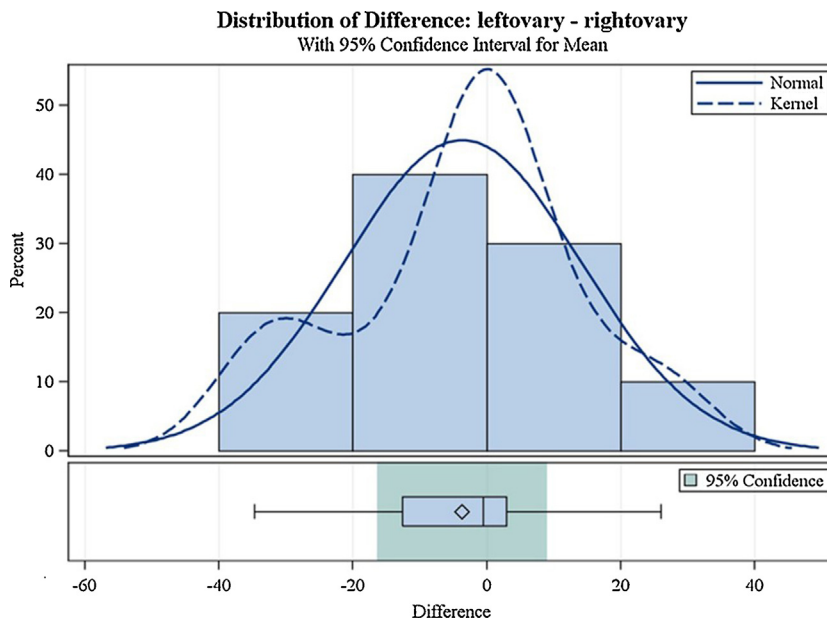 Distribution of Difference: leftovary - rightovary
With 95% Confidence Interval for Mean
Normal
Kernel
Percent
50
40
30
20
10
0
95% Confidence
-60
-40
-20
0
20
40
Difference